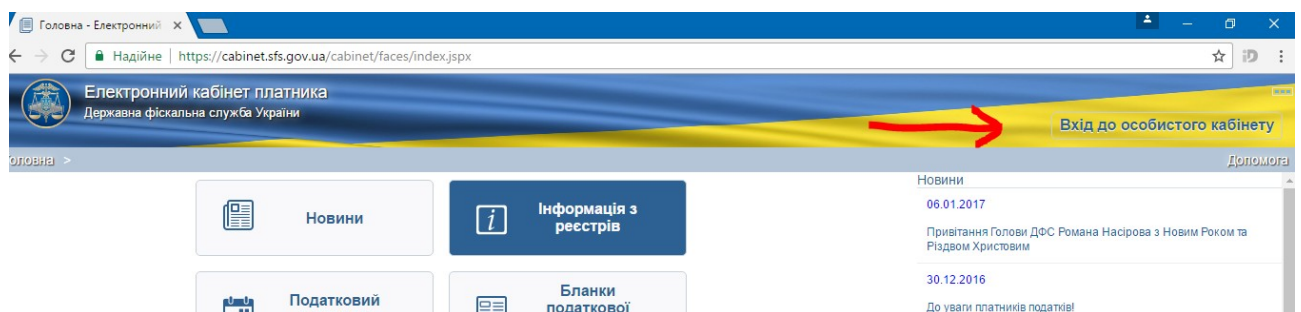 Головна - Електронний
Надійне | https://cabinet.sfs.gov.ua/cabinet/faces/index.jspx
Електронний кабінет платника
Державна фіскальна служба України
Вхід до особистого кабінету
оловна >
Допомога
Новини
Інформація з
реєстрів
Податковий
Бланки
податкової
Новини
06.01.2017
Привітання Голови ДФС Романа Насірова з Новим Роком та
Різдвом Христовим
30.12.2016
До уваги платників податків!